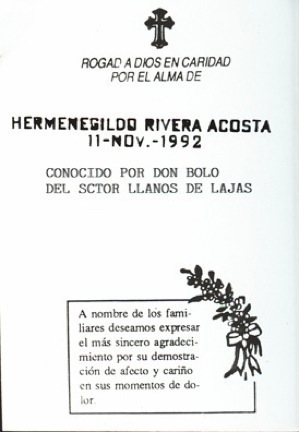 ROGAD A DIOS EN CARIDAD
POR EL ALMA DE
HERMENEGILDO RIVERA ACOSTA
11-NOV.-1992
CONOCIDO POR DON BOLO
DEL SCTOR LLANOS DE LAJAS
A nombre de los fami-
liares deseamos expresar
el más sincero agradeci-
miento por su demostra-
ción de afecto y cariño
en sus momentos de do-
lor.